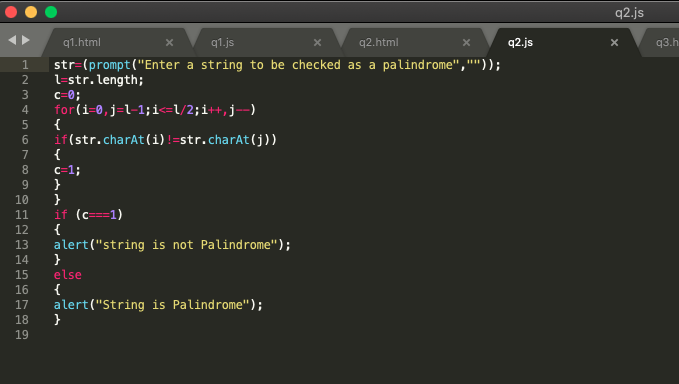 q2.js
q1.html × q1.js × q2.html × q2.js × q3.h
1 str=(prompt("Enter a string to be checked as a palindrome",""));
2 l=str.length;
3 c=0;
4 for(i=0,j=l-1;i<=l/2;i++,j--)
5 {
6 if(str.charAt(i)!=str.charAt(j))
7 {
8 c=1;
9 }
10 }
11 if (c===1)
12 {
13 alert("string is not Palindrome");
14 }
15 else
16 {
17 alert("String is Palindrome");
18 }
19